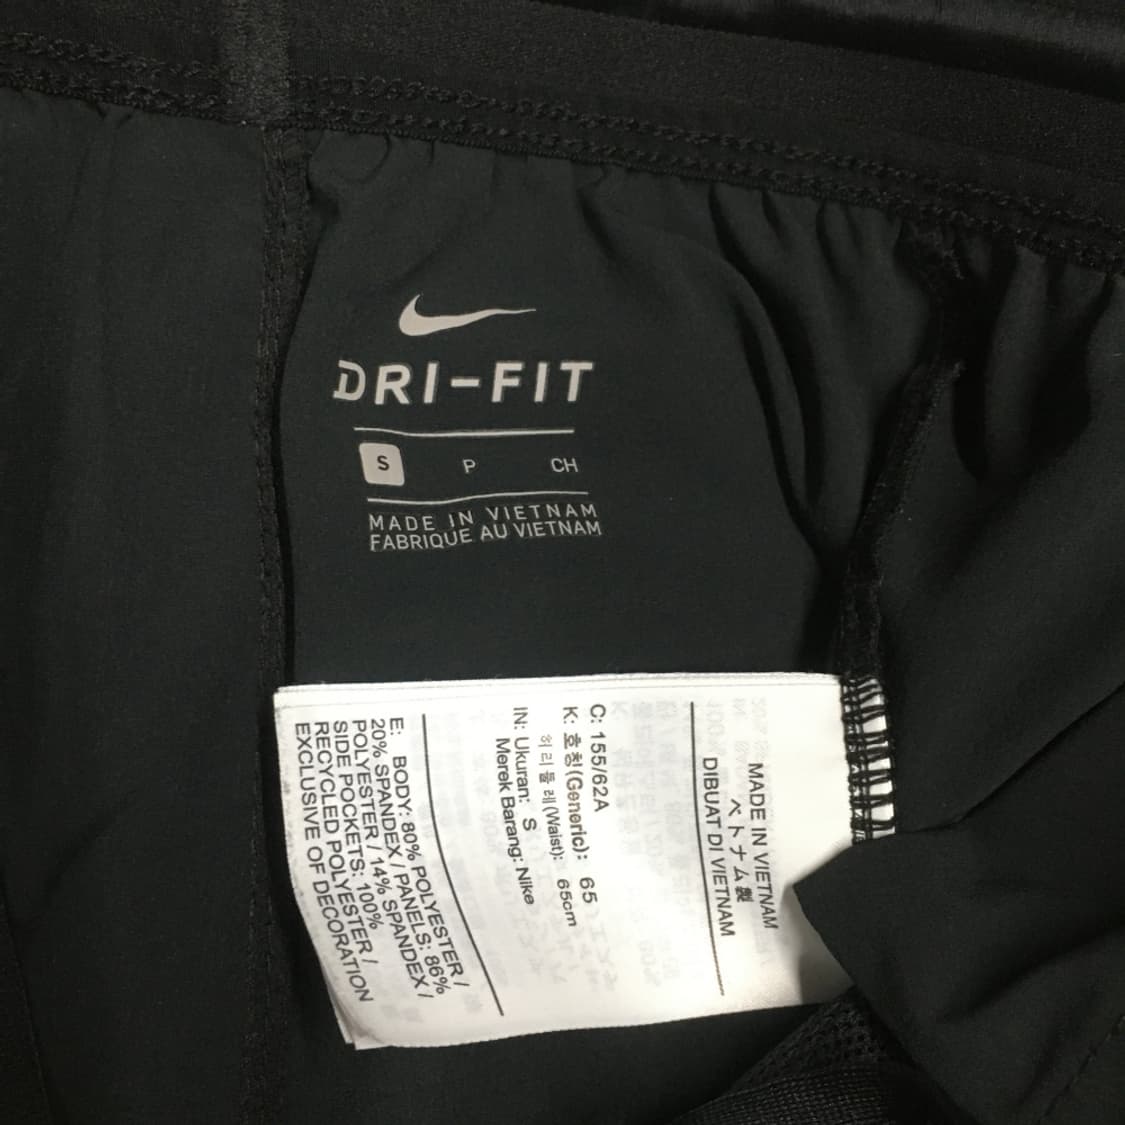 DRI-FIT
S P CH
MADE IN VIETNAM
FABRIQUE AU VIETNAM
MADE IN VIETNAM
ベトナム製
DIBUAT DI VIETNAM
C: 155/62A
K: 호칭(Generic): 65
허리둘레(Waist): 65cm
IN: Ukuran: S
Merek Barang: Nike
E: BODY: 80% POLYESTER /
20% SPANDEX / PANELS: 86%
POLYESTER / 14% SPANDEX /
SIDE POCKETS: 100%
RECYCLED POLYESTER /
EXCLUSIVE OF DECORATION